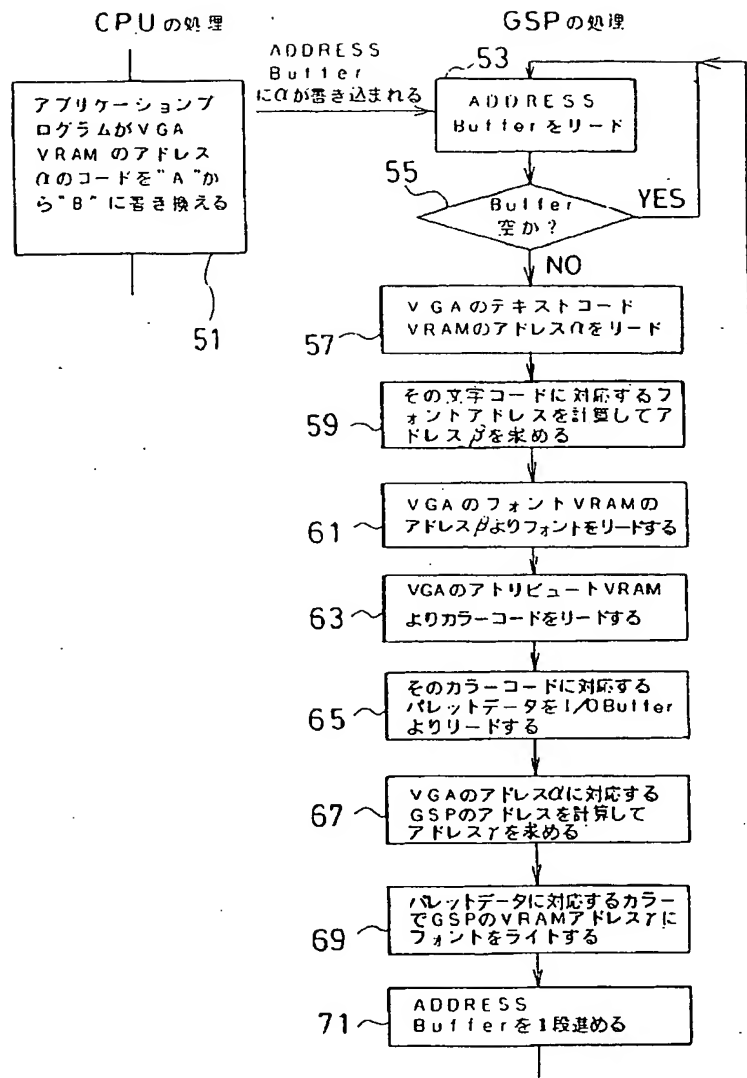 CPUの処理
GSPの処理
ADDRESS
Buffer
にαが書き込まれる
53
アプリケーションプ
ログラムがVGA
VRAMのアドレス
αのコードを"A"か
ら"B"に書き換える
51
ADDRESS
Bufferをリード
55
Buffer
空か?
YES
NO
57
VGAのテキストコード
VRAMのアドレスαをリード
59
その文字コードに対応するフ
ォントアドレスを計算してア
ドレスβを求める
61
VGAのフォントVRAMの
アドレスβよりフォントをリードする
63
VGAのアトリビュートVRAM
よりカラーコードをリードする
65
そのカラーコードに対応する
パレットデータをI/OBuffer
よりリードする
67
VGAのアドレスαに対応する
GSPのアドレスを計算して
アドレスγを求める
69
パレットデータに対応するカラー
でGSPのVRAMアドレスγに
フォントをライトする
71
ADDRESS
Bufferを1段進める